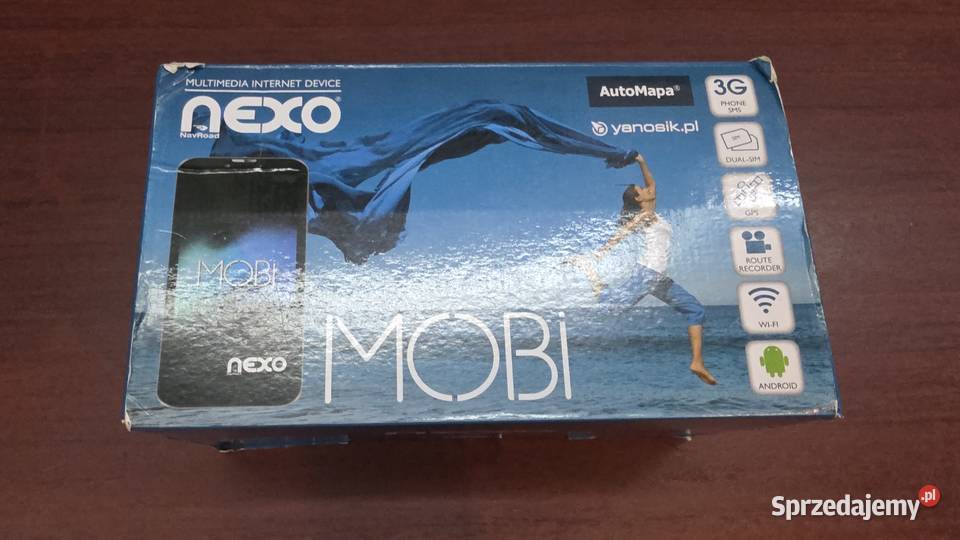 MULTIMEDIA INTERNET DEVICE
nexo®
NavRoad
AutoMapa®
yanosik.pl
3G
PHONE
SMS
SIM
DUAL-SIM
GPS
ROUTE
RECORDER
WI-FI
ANDROID
MOBi
nexo
MOBi
Sprzedajemy.pl